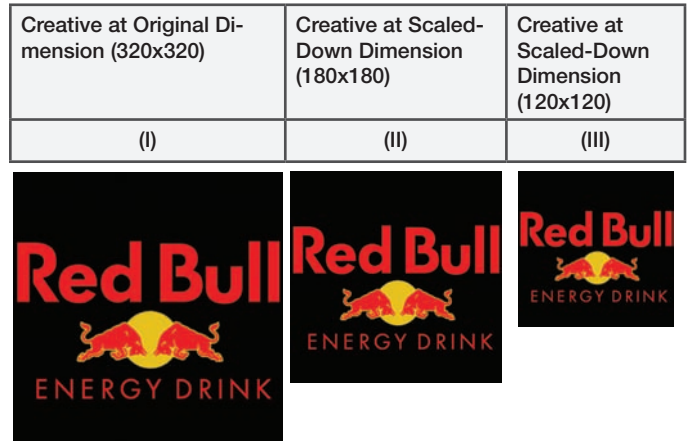 Creative at Original Di-
mension (320x320)
Creative at Scaled-
Down Dimension
(180x180)
Creative at
Scaled-Down
Dimension
(120x120)
(I)
(II)
(III)
Red Bull
ENERGY DRINK
Red Bull
ENERGY DRINK
Red Bull
ENERGY DRINK